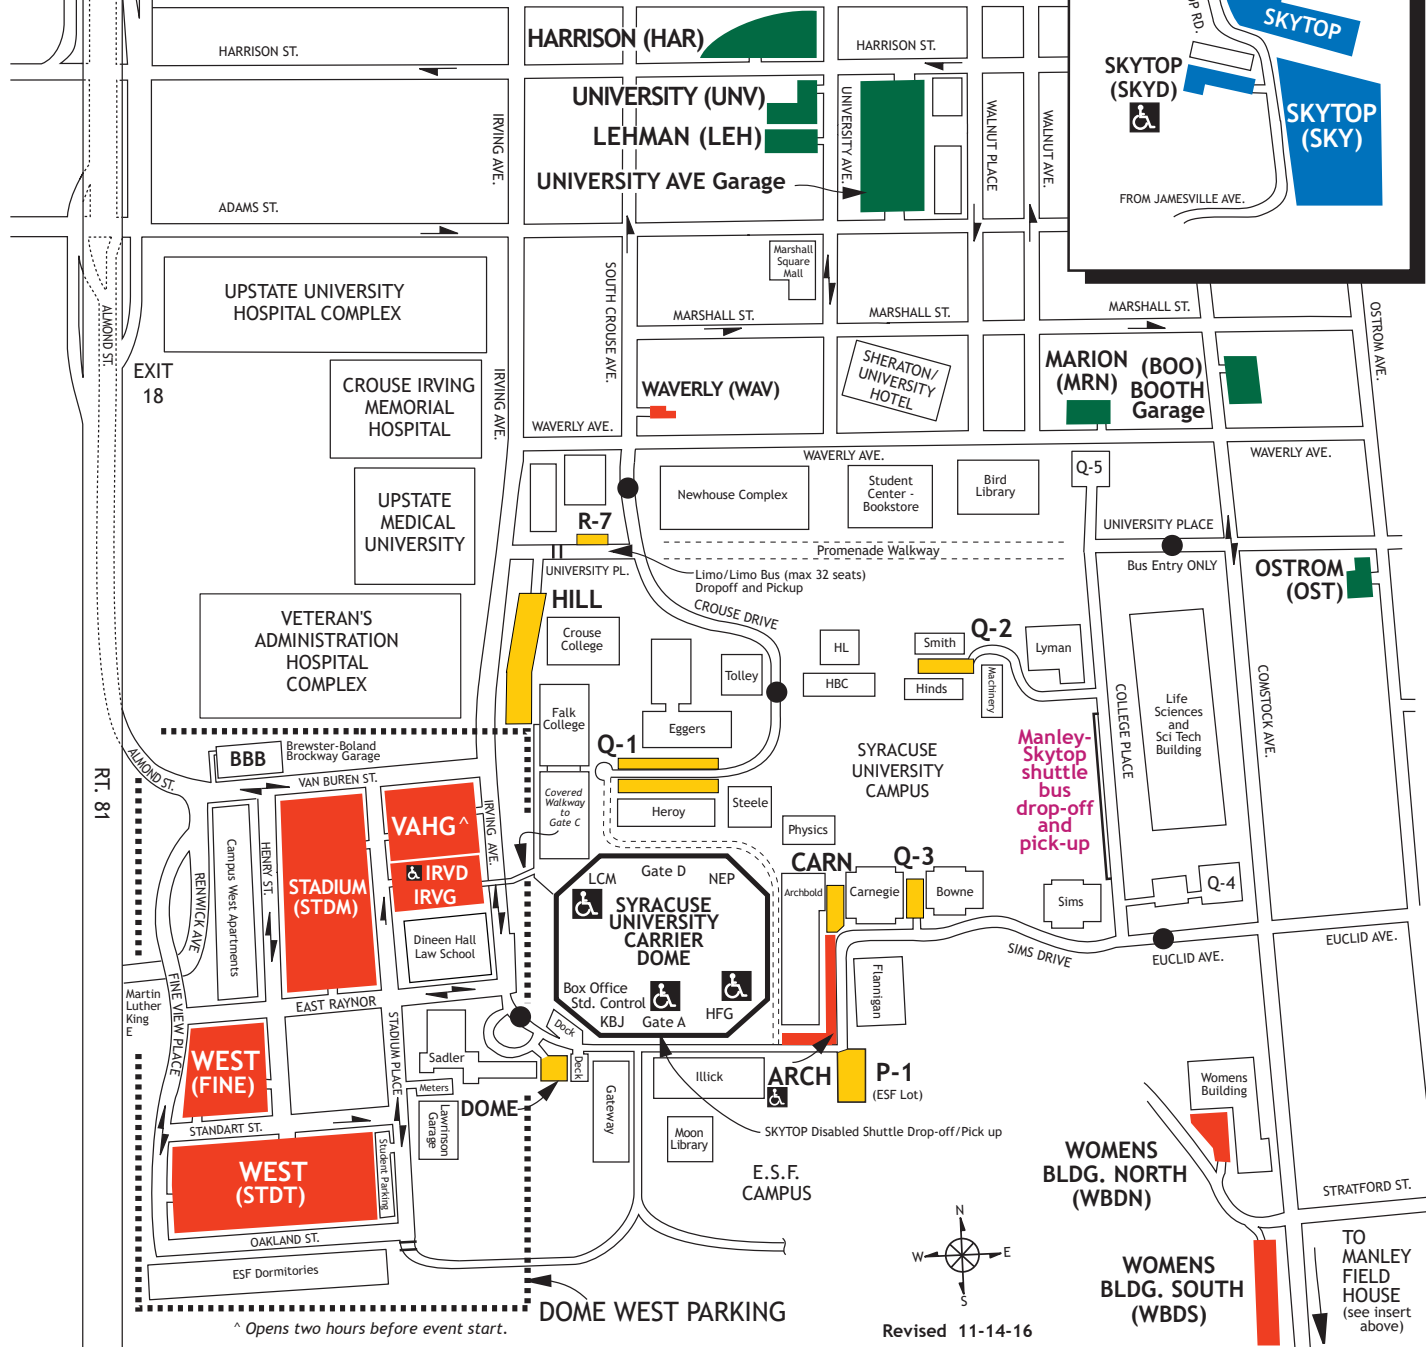 HARRISON ST.
HARRISON (HAR)
HARRISON ST.
OP RD.
SKYTOP
SKYTOP
(SKYD)
SKYTOP
(SKY)
FROM JAMESVILLE AVE.
UNIVERSITY (UNV)
LEHMAN (LEH)
UNIVERSITY AVE Garage
IRVING AVE.
UNIVERSITY AVE.
WALNUT PLACE
WALNUT AVE.
ADAMS ST.
Marshall
Square
Mall
UPSTATE UNIVERSITY
HOSPITAL COMPLEX
SOUTH CROUSE AVE.
MARSHALL ST.
MARSHALL ST.
MARSHALL ST.
OSTROM AVE.
ALMOND ST.
EXIT
18
CROUSE IRVING
MEMORIAL
HOSPITAL
IRVING AVE.
WAVERLY (WAV)
SHERATON/
UNIVERSITY
HOTEL
MARION
(MRN)
(BOO)
BOOTH
Garage
WAVERLY AVE.
WAVERLY AVE.
WAVERLY AVE.
UPSTATE
MEDICAL
UNIVERSITY
Newhouse Complex
Student
Center -
Bookstore
Bird
Library
Q-5
R-7
UNIVERSITY PLACE
Promenade Walkway
Bus Entry ONLY
UNIVERSITY PL.
Limo/Limo Bus (max 32 seats)
Dropoff and Pickup
OSTROM
(OST)
HILL
CROUSE DRIVE
VETERAN'S
ADMINISTRATION
HOSPITAL
COMPLEX
Crouse
College
Tolley
HL
HBC
Smith
Q-2
Hinds
Machinery
Lyman
Falk
College
Eggers
COLLEGE PLACE
Life
Sciences
and
Sci Tech
Building
COMSTOCK AVE.
BBB
Brewster-Boland
Brockway Garage
Q-1
SYRACUSE
UNIVERSITY
CAMPUS
Manley-
Skytop
shuttle
bus
drop-off
and
pick-up
ALMOND ST.
RT. 81
VAN BUREN ST.
Covered
Walkway
to
Gate C
Heroy
Steele
Physics
VAHG ^
IRVING AVE.
IRVD
IRVG
STADIUM
(STDM)
Campus West Apartments
HENRY ST.
RENWICK AVE
CARN
Q-3
Archbold
Carnegie
Bowne
Sims
Q-4
LCM
Gate D
NEP
SYRACUSE
UNIVERSITY
CARRIER
DOME
Box Office
Std. Control
KBJ
Gate A
HFG
Dineen Hall
Law School
SIMS DRIVE
EUCLID AVE.
EUCLID AVE.
Martin
Luther
King
E
FINE VIEW PLACE
EAST RAYNOR
STADIUM PLACE
Flannigan
Dock
Deck
Sadler
Meters
WEST
(FINE)
DOME
Lawrinson
Garage
Gateway
Illick
ARCH
P-1
(ESF Lot)
Womens
Building
STANDART ST.
Moon
Library
SKYTOP Disabled Shuttle Drop-off/Pick up
WEST
(STDT)
Student Parking
E.S.F.
CAMPUS
WOMENS
BLDG. NORTH
(WBDN)
STRATFORD ST.
OAKLAND ST.
ESF Dormitories
N
W
E
S
WOMENS
BLDG. SOUTH
(WBDS)
TO
MANLEY
FIELD
HOUSE
(see insert
above)
DOME WEST PARKING
^ Opens two hours before event start.
Revised 11-14-16